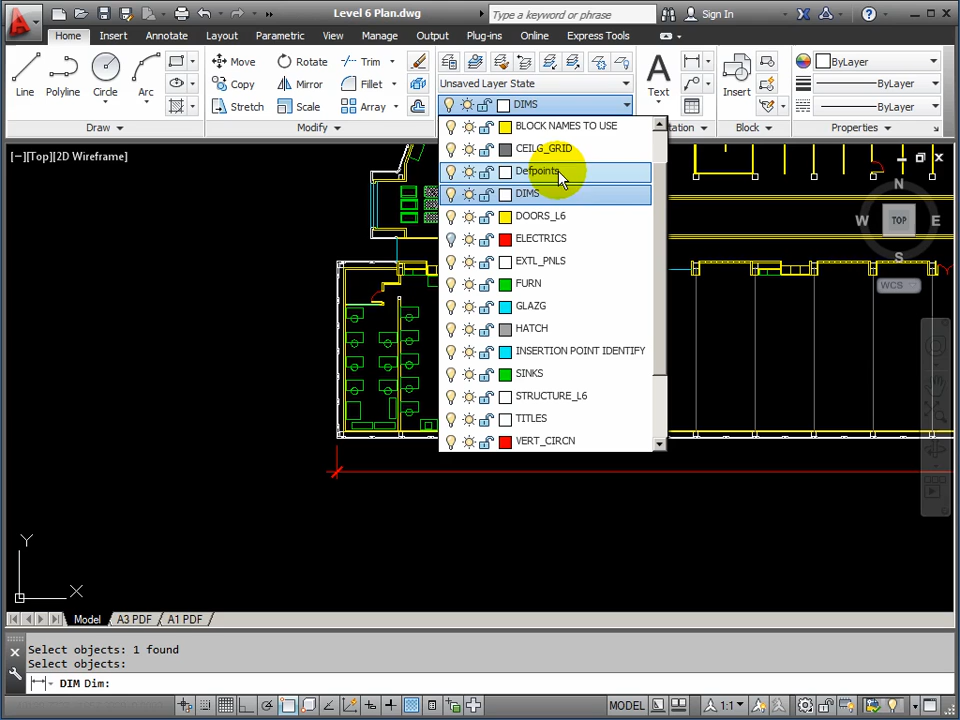 Level 6 Plan.dwg
Type a keyword or phrase
Sign In
Home Insert Annotate Layout Parametric View Manage Output Plug-ins Online Express Tools
Line
Polyline
Circle
Arc
Move
Rotate
Trim
Copy
Mirror
Fillet
Stretch
Scale
Array
Unsaved Layer State
DIMS
Text
Insert
ByLayer
ByLayer
ByLayer
Draw
Modify
Block
Properties
[−][Top][2D Wireframe]
BLOCK NAMES TO USE
CEILG_GRID
Defpoints
DIMS
DOORS_L6
ELECTRICS
EXTL_PNLS
FURN
GLAZG
HATCH
INSERTION POINT IDENTIFY
SINKS
STRUCTURE_L6
TITLES
VERT_CIRCN
N
W TOP E
S
WCS
Y
X
Model A3 PDF A1 PDF
Select objects: 1 found
Select objects:
DIM Dim:
MODEL
1:1